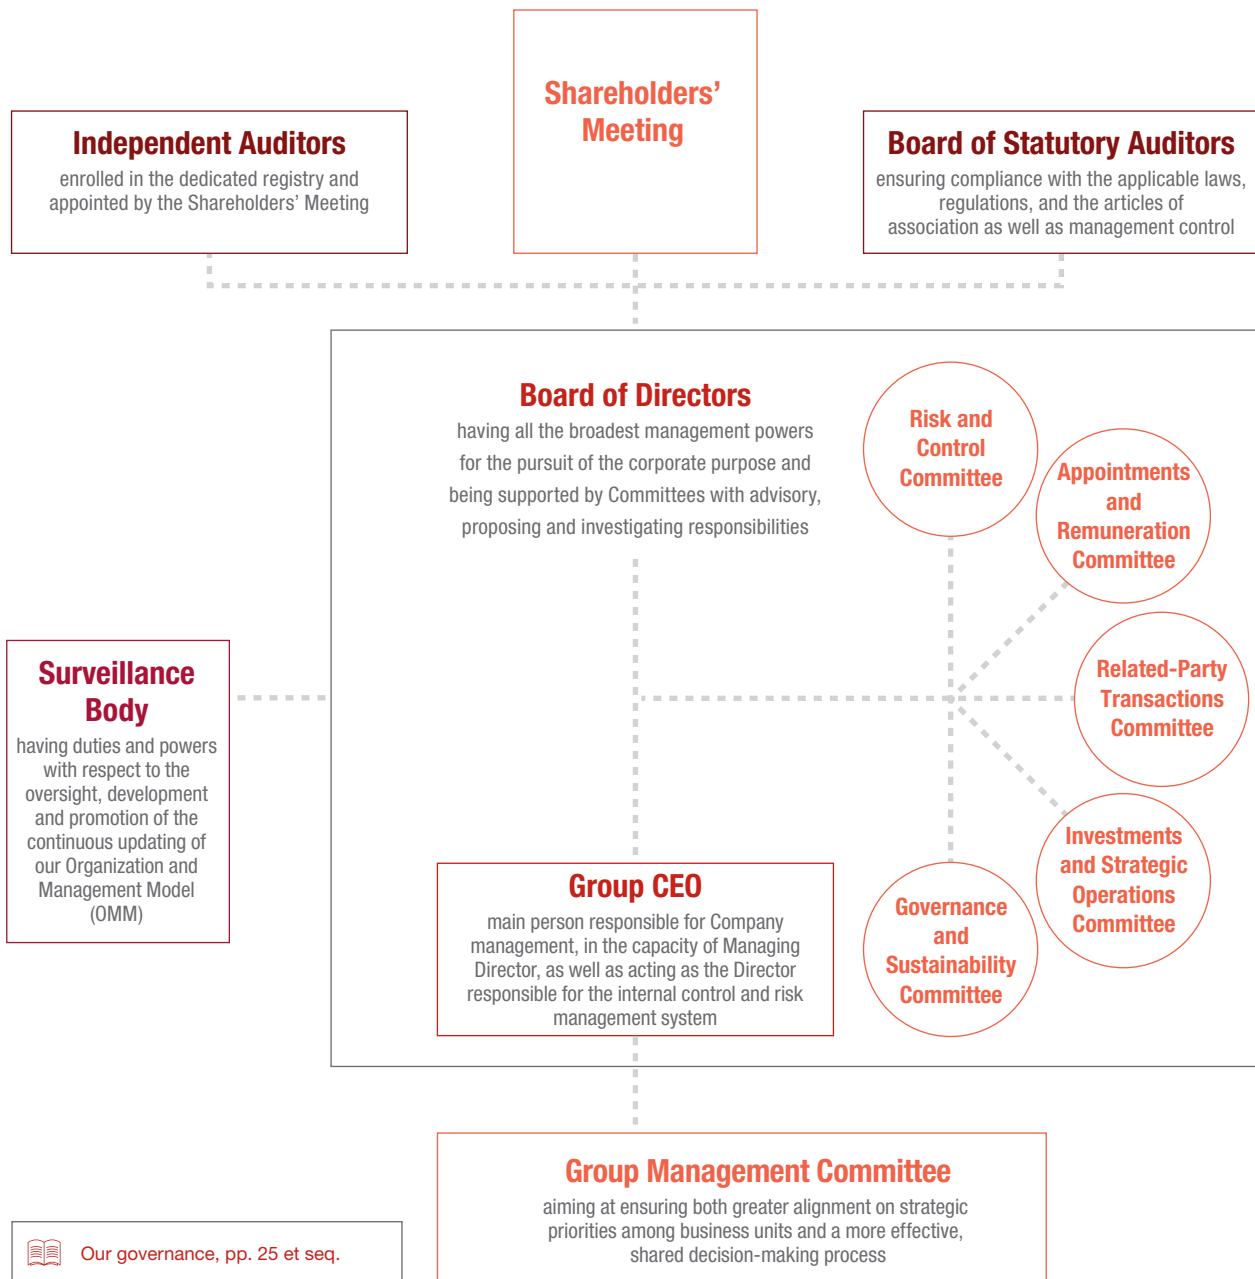 Shareholders’
Meeting
Independent Auditors
enrolled in the dedicated registry and
appointed by the Shareholders’ Meeting
Board of Statutory Auditors
ensuring compliance with the applicable laws,
regulations, and the articles of
association as well as management control
Board of Directors
having all the broadest management powers
for the pursuit of the corporate purpose and
being supported by Committees with advisory,
proposing and investigating responsibilities
Risk and
Control
Committee
Appointments
and
Remuneration
Committee
Related-Party
Transactions
Committee
Investments
and Strategic
Operations
Committee
Governance
and
Sustainability
Committee
Surveillance
Body
having duties and powers
with respect to the
oversight, development
and promotion of the
continuous updating of
our Organization and
Management Model
(OMM)
Group CEO
main person responsible for Company
management, in the capacity of Managing
Director, as well as acting as the Director
responsible for the internal control and risk
management system
Group Management Committee
aiming at ensuring both greater alignment on strategic
priorities among business units and a more effective,
shared decision-making process
Our governance, pp. 25 et seq.